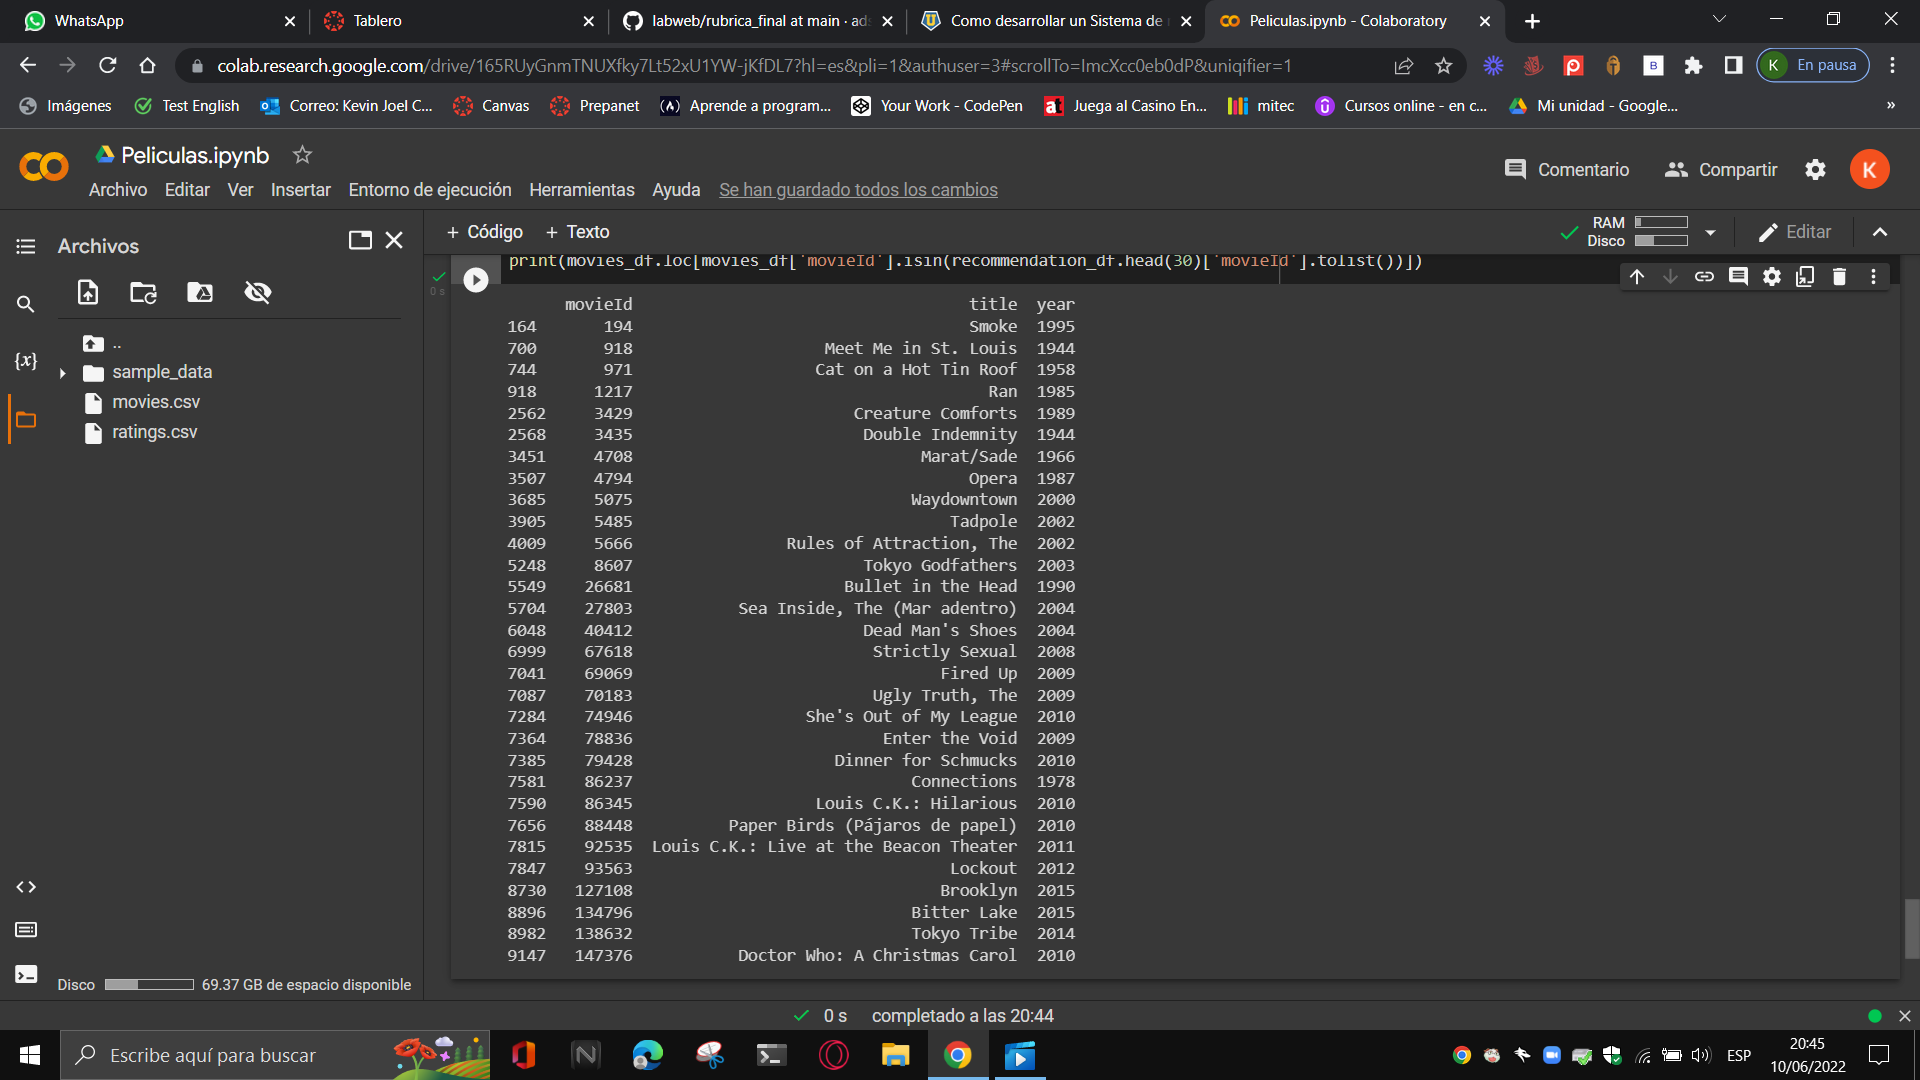 WhatsApp
Tablero
labweb/rubrica_final at main · ad
Como desarrollar un Sistema de
Peliculas.ipynb - Colaboratory
colab.research.google.com/drive/165RUyGnmTNUXfky7Lt52xU1YW-jKfDL7?hl=es&pli=1&authuser=3#scrollTo=ImcXcc0eb0dP&uniqifier=1
K En pausa
Imágenes
Test English
Correo: Kevin Joel C...
Canvas
Prepanet
Aprende a program...
Your Work - CodePen
Juega al Casino En...
mitec
Cursos online - en c...
Mi unidad - Google...
»
Peliculas.ipynb
Comentario
Compartir
K
Archivo Editar Ver Insertar Entorno de ejecución Herramientas Ayuda Se han guardado todos los cambios
Archivos
+ Código + Texto
RAM
Disco
Editar
..
sample_data
movies.csv
ratings.csv
{x}
0 s
print(movies_df.loc[movies_df['movieId'].isin(recommendation_df.head(30)['movieId'].tolist())])
movieId title year
164 194 Smoke 1995
700 918 Meet Me in St. Louis 1944
744 971 Cat on a Hot Tin Roof 1958
918 1217 Ran 1985
2562 3429 Creature Comforts 1989
2568 3435 Double Indemnity 1944
3451 4708 Marat/Sade 1966
3507 4794 Opera 1987
3685 5075 Waydowntown 2000
3905 5485 Tadpole 2002
4009 5666 Rules of Attraction, The 2002
5248 8607 Tokyo Godfathers 2003
5549 26681 Bullet in the Head 1990
5704 27803 Sea Inside, The (Mar adentro) 2004
6048 40412 Dead Man's Shoes 2004
6999 67618 Strictly Sexual 2008
7041 69069 Fired Up 2009
7087 70183 Ugly Truth, The 2009
7284 74946 She's Out of My League 2010
7364 78836 Enter the Void 2009
7385 79428 Dinner for Schmucks 2010
7581 86237 Connections 1978
7590 86345 Louis C.K.: Hilarious 2010
7656 88448 Paper Birds (Pájaros de papel) 2010
7815 92535 Louis C.K.: Live at the Beacon Theater 2011
7847 93563 Lockout 2012
8730 127108 Brooklyn 2015
8896 134796 Bitter Lake 2015
8982 138632 Tokyo Tribe 2014
9147 147376 Doctor Who: A Christmas Carol 2010
Disco 69.37 GB de espacio disponible
0 s completado a las 20:44
Escribe aquí para buscar
ESP
20:45
10/06/2022